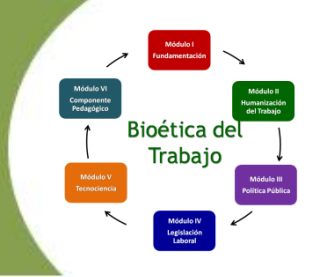 Módulo I
Fundamentación
Módulo II
Humanización
del Trabajo
Módulo III
Política Pública
Módulo IV
Legislación
Laboral
Módulo V
Tecnociencia
Módulo VI
Componente
Pedagógico
Bioética del
Trabajo